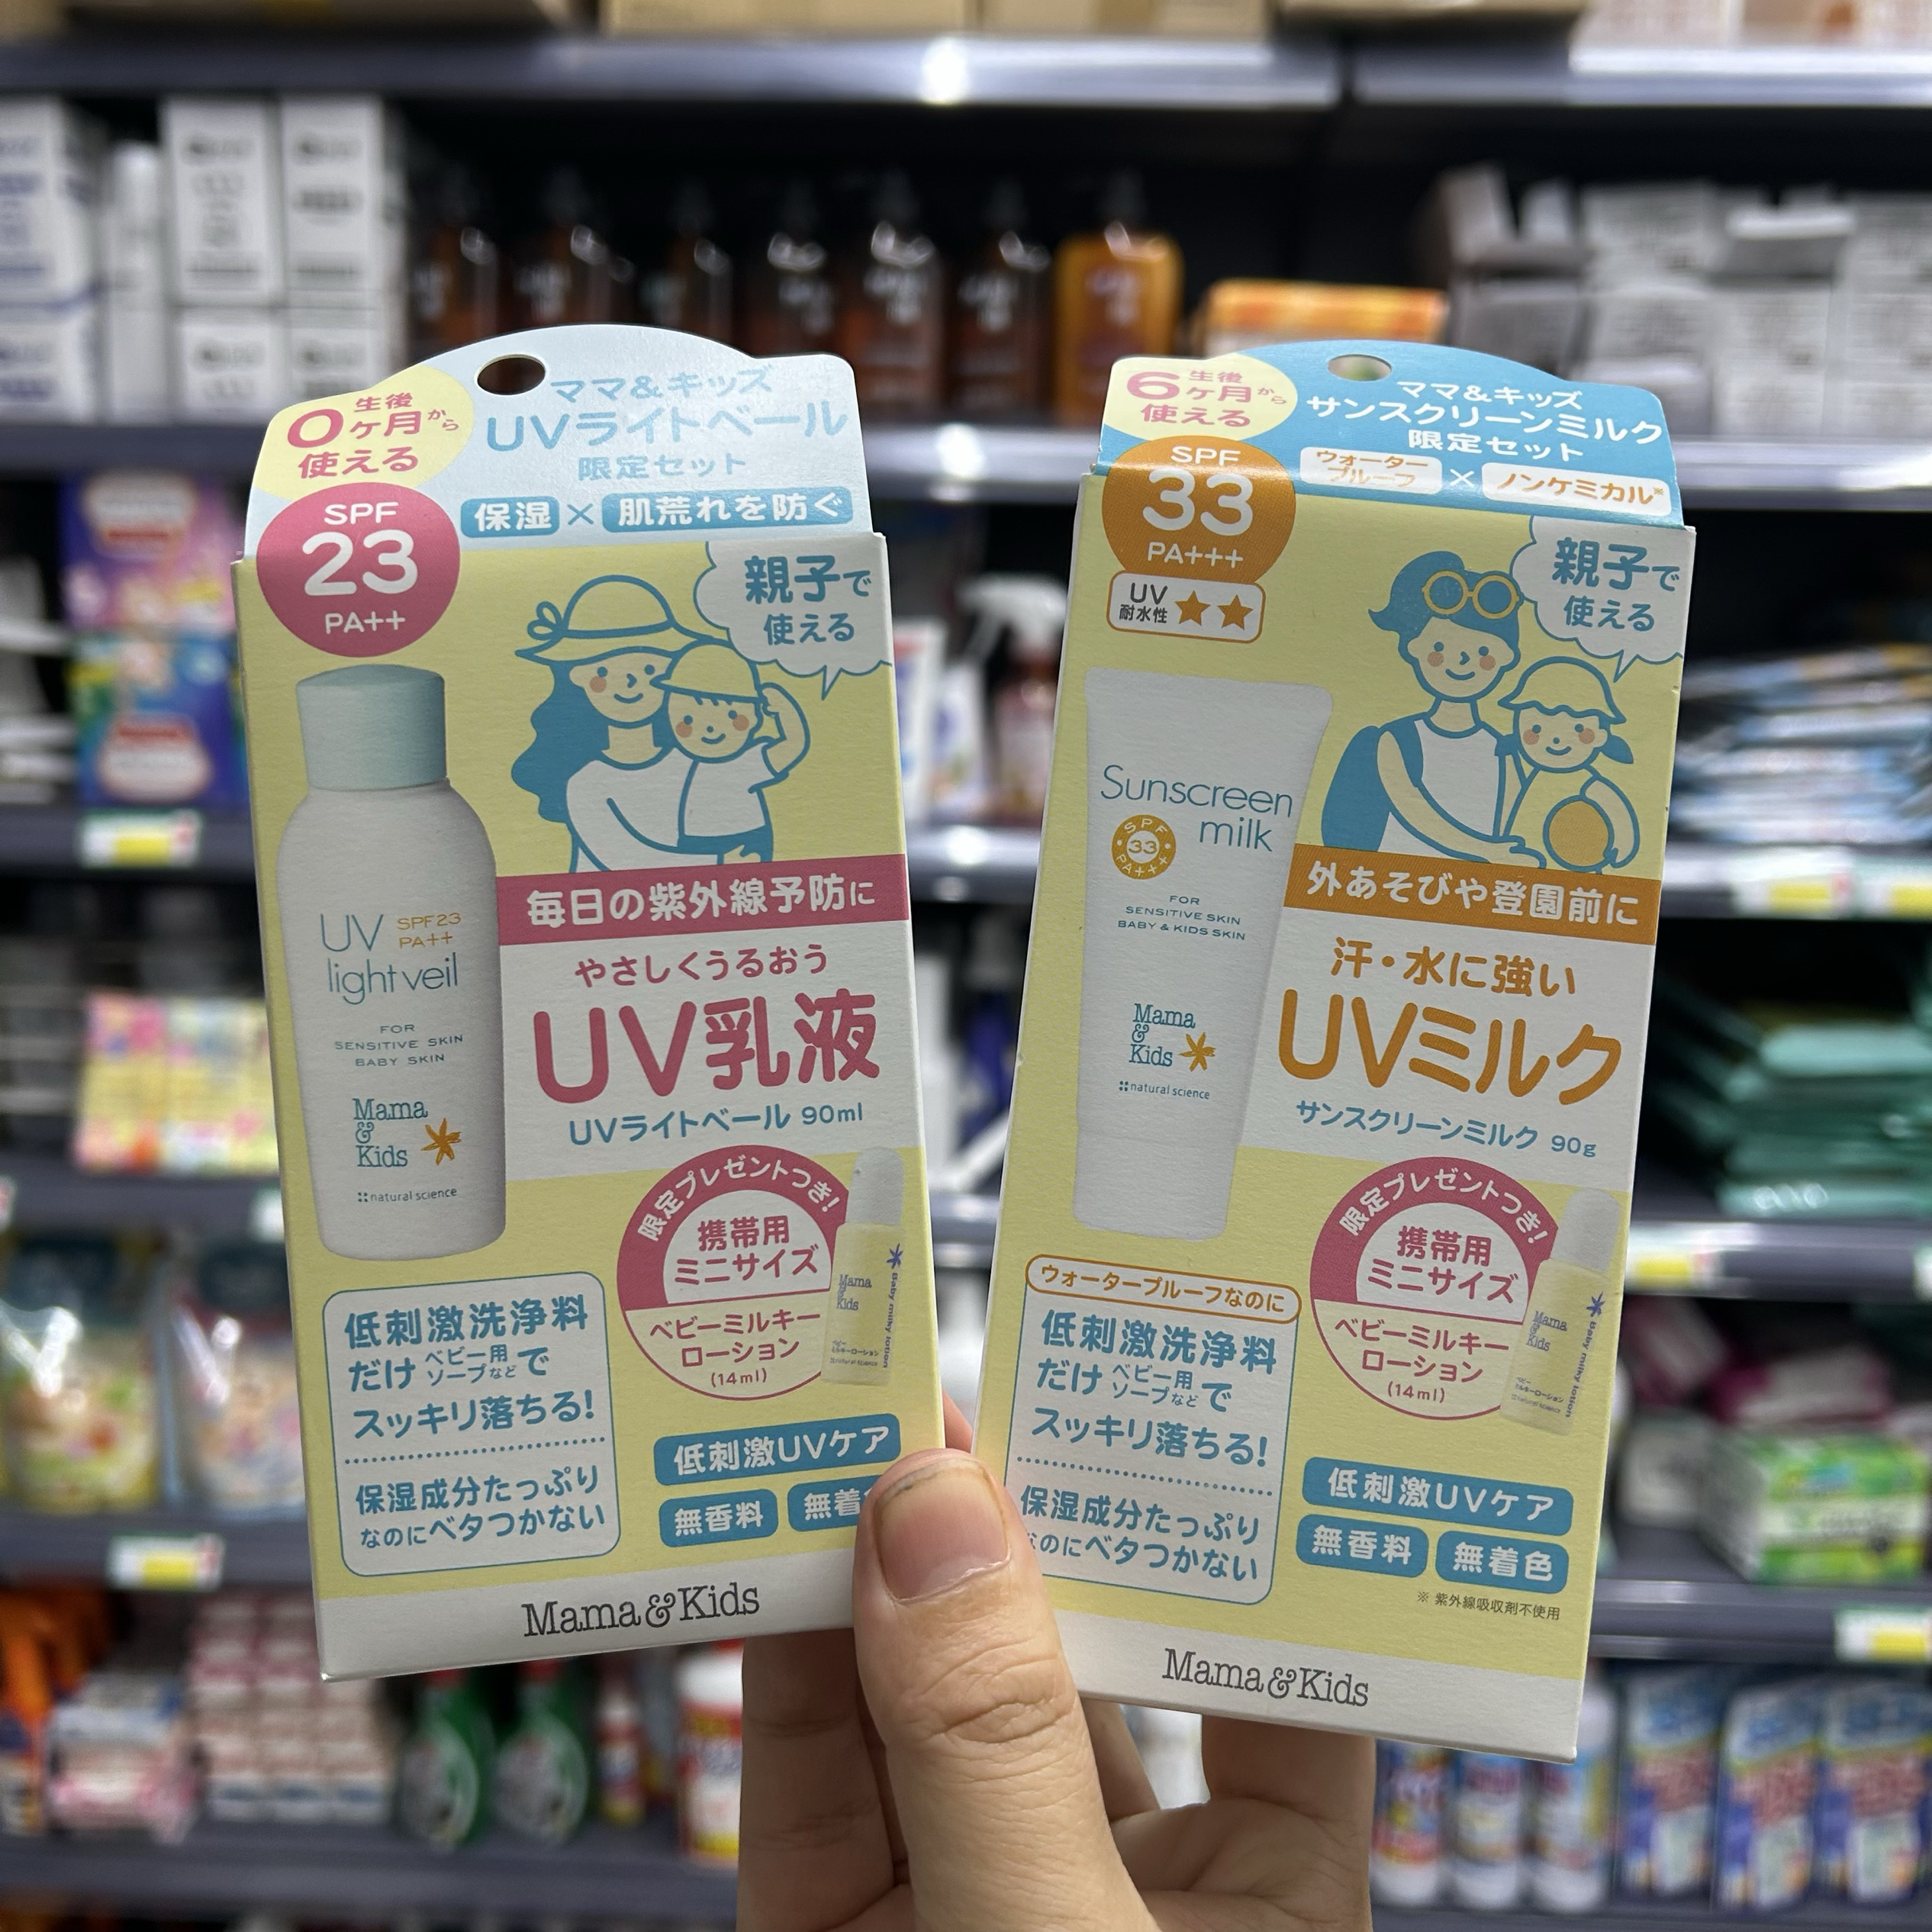 生後
0ヶ月から
使える
ママ&キッズ
UVライトベール
限定セット
保湿×肌荒れを防ぐ
SPF
23
PA++
親子で
使える
UV SPF23
PA++
light veil
FOR
SENSITIVE SKIN
BABY SKIN
Mama
&
Kids
natural science
毎日の紫外線予防に
やさしくうるおう
UV乳液
UVライトベール 90ml
限定プレゼントつき!
携帯用
ミニサイズ
ベビーミルキー
ローション
(14ml)
Mama
&
Kids
Baby milky lotion
低刺激洗浄料
だけベビー用ソープなどで
スッキリ落ちる!
保湿成分たっぷり
なのにベタつかない
低刺激UVケア
無香料 無着
Mama&Kids
生後
6ヶ月から
使える
ママ&キッズ
サンスクリーンミルク
限定セット
ウォータープルーフ×ノンケミカル※
SPF
33
PA+++
UV
耐水性★★
親子で
使える
Sunscreen
milk
SPF
33
PA+++
FOR
SENSITIVE SKIN
BABY & KIDS SKIN
Mama
&
Kids
natural science
外あそびや登園前に
汗・水に強い
UVミルク
サンスクリーンミルク 90g
限定プレゼントつき!
携帯用
ミニサイズ
ベビーミルキー
ローション
(14ml)
Mama
&
Kids
Baby milky lotion
ウォータープルーフなのに
低刺激洗浄料
だけベビー用ソープなどで
スッキリ落ちる!
保湿成分たっぷり
のにベタつかない
低刺激UVケア
無香料 無着色
※ 紫外線吸収剤不使用
Mama&Kids